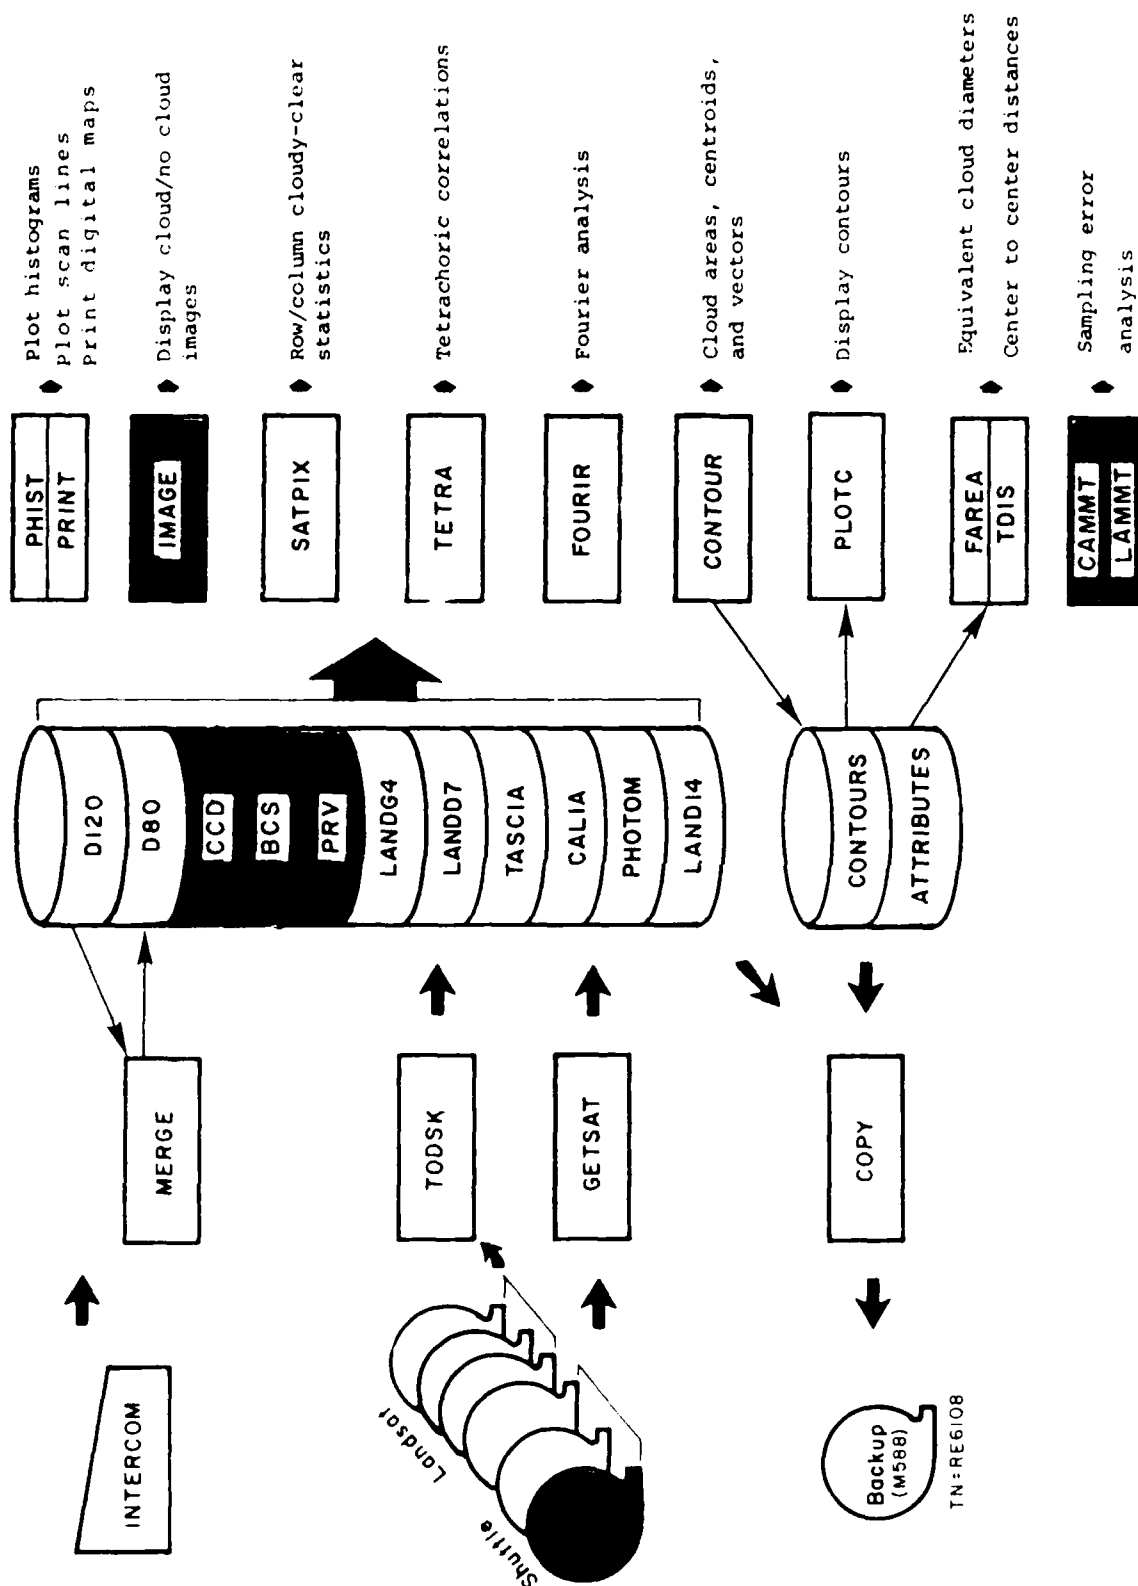 INTERCOM
MERGE
D120
D80
CCD
BCS
PRV
LANDG4
LANDD7
TASCIA
CALIA
PHOTOM
LAND14
Landsat
Shuttle
TODSK
GETSAT
Backup
(M588)
TN=RE6108
COPY
CONTOURS
ATTRIBUTES
PHIST
PRINT
Plot histograms
Plot scan lines
Print digital maps
IMAGE
Display cloud/no cloud
images
SATPIX
Row/column cloudy-clear
statistics
TETRA
Tetrachoric correlations
FOURIR
Fourier analysis
CONTOUR
Cloud areas, centroids,
and vectors
PLOTC
Display contours
FAREA
TDIS
Equivalent cloud diameters
Center to center distances
CAMMT
LAMMT
Sampling error
analysis